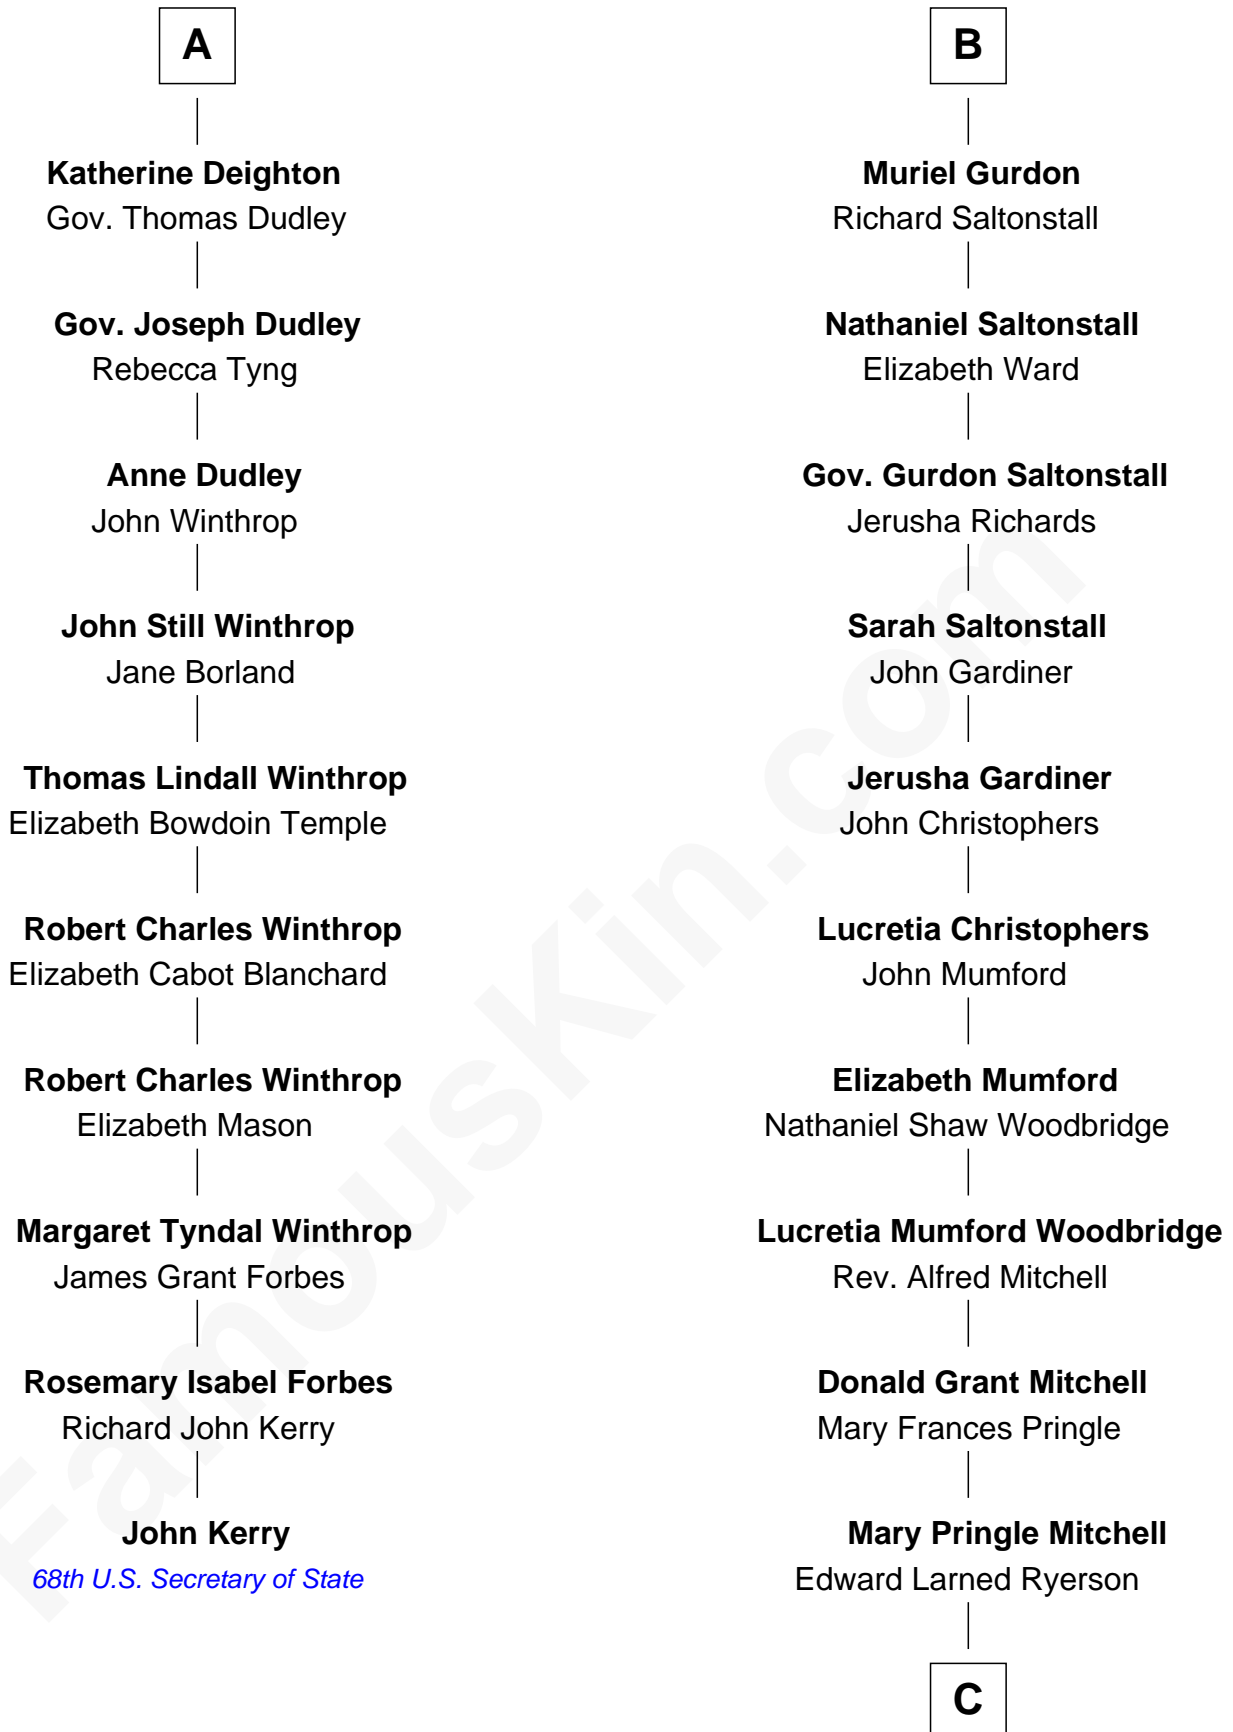 A
Katherine Deighton
Gov. Thomas Dudley
Gov. Joseph Dudley
Rebecca Tyng
Anne Dudley
John Winthrop
John Still Winthrop
Jane Borland
Thomas Lindall Winthrop
Elizabeth Bowdoin Temple
Robert Charles Winthrop
Elizabeth Cabot Blanchard
Robert Charles Winthrop
Elizabeth Mason
Margaret Tyndal Winthrop
James Grant Forbes
Rosemary Isabel Forbes
Richard John Kerry
John Kerry
68th U.S. Secretary of State
B
Muriel Gurdon
Richard Saltonstall
Nathaniel Saltonstall
Elizabeth Ward
Gov. Gurdon Saltonstall
Jerusha Richards
Sarah Saltonstall
John Gardiner
Jerusha Gardiner
John Christophers
Lucretia Christophers
John Mumford
Elizabeth Mumford
Nathaniel Shaw Woodbridge
Lucretia Mumford Woodbridge
Rev. Alfred Mitchell
Donald Grant Mitchell
Mary Frances Pringle
Mary Pringle Mitchell
Edward Larned Ryerson
C
FamousKin.com